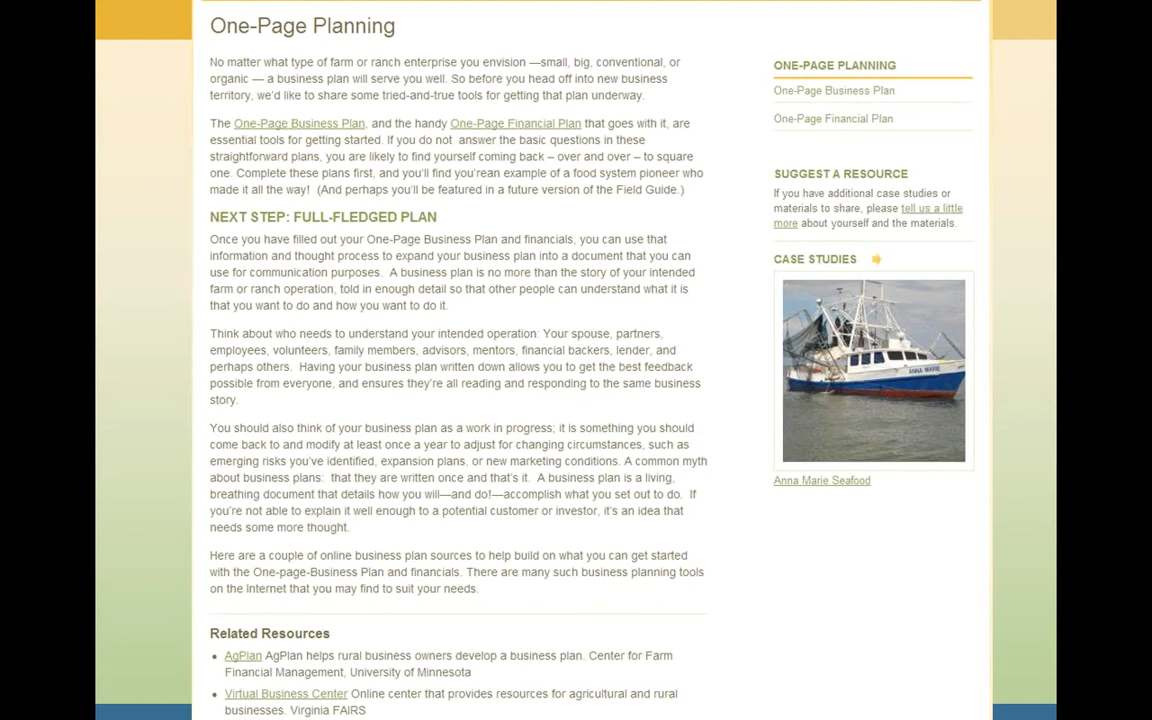 One-Page Planning
No matter what type of farm or ranch enterprise you envision —small, big, conventional, or
organic — a business plan will serve you well. So before you head off into new business
territory, we'd like to share some tried-and-true tools for getting that plan underway.
The One-Page Business Plan, and the handy One-Page Financial Plan that goes with it, are
essential tools for getting started. If you do not  answer the basic questions in these
straightforward plans, you are likely to find yourself coming back – over and over – to square
one. Complete these plans first, and you'll find you'rean example of a food system pioneer who
made it all the way!  (And perhaps you'll be featured in a future version of the Field Guide.)
NEXT STEP: FULL-FLEDGED PLAN
Once you have filled out your One-Page Business Plan and financials, you can use that
information and thought process to expand your business plan into a document that you can
use for communication purposes.  A business plan is no more than the story of your intended
farm or ranch operation, told in enough detail so that other people can understand what it is
that you want to do and how you want to do it.
Think about who needs to understand your intended operation: Your spouse, partners,
employees, volunteers, family members, advisors, mentors, financial backers, lender, and
perhaps others.  Having your business plan written down allows you to get the best feedback
possible from everyone, and ensures they're all reading and responding to the same business
story.
You should also think of your business plan as a work in progress; it is something you should
come back to and modify at least once a year to adjust for changing circumstances, such as
emerging risks you've identified, expansion plans, or new marketing conditions. A common myth
about business plans:  that they are written once and that's it.  A business plan is a living,
breathing document that details how you will—and do!—accomplish what you set out to do.  If
you're not able to explain it well enough to a potential customer or investor, it's an idea that
needs some more thought.
Here are a couple of online business plan sources to help build on what you can get started
with the One-page-Business Plan and financials. There are many such business planning tools
on the Internet that you may find to suit your needs.
Related Resources
• AgPlan AgPlan helps rural business owners develop a business plan. Center for Farm
Financial Management, University of Minnesota
• Virtual Business Center Online center that provides resources for agricultural and rural
businesses. Virginia FAIRS
ONE-PAGE PLANNING
One-Page Business Plan
One-Page Financial Plan
SUGGEST A RESOURCE
If you have additional case studies or
materials to share, please tell us a little
more about yourself and the materials.
CASE STUDIES
ANNA MARIE
Anna Marie Seafood